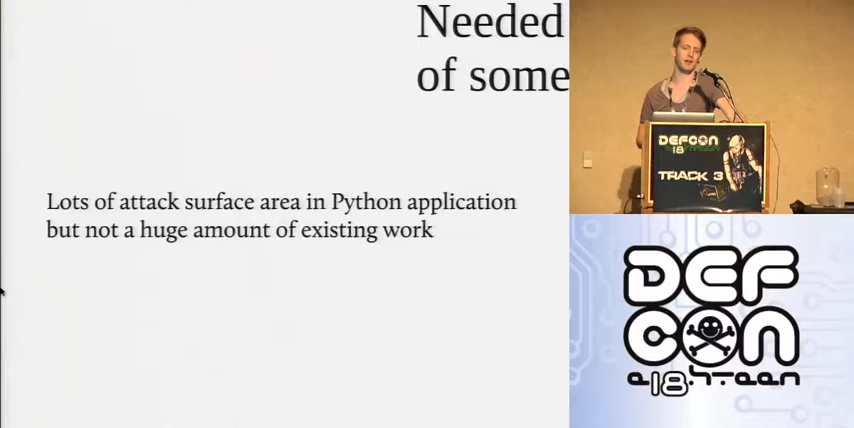 Needed
of some
Lots of attack surface area in Python application
but not a huge amount of existing work
DEFCON
18
TRACK 3
DEF
CON
e18hteen